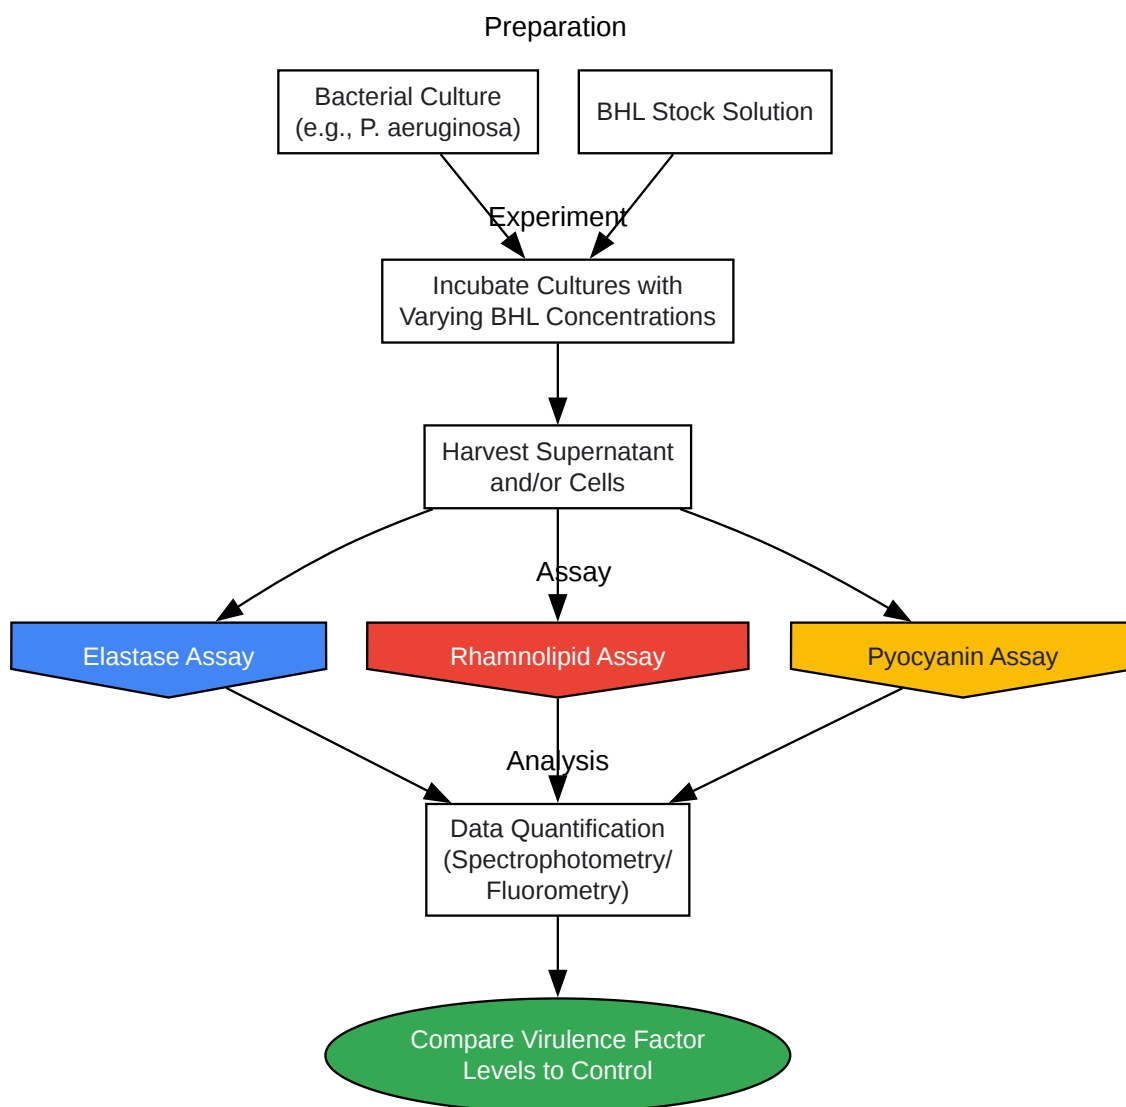 Preparation
Bacterial Culture
(e.g., P. aeruginosa)
BHL Stock Solution
Experiment
Incubate Cultures with
Varying BHL Concentrations
Harvest Supernatant
and/or Cells
Assay
Elastase Assay
Rhamnolipid Assay
Pyocyanin Assay
Analysis
Data Quantification
(Spectrophotometry/
Fluorometry)
Compare Virulence Factor
Levels to Control